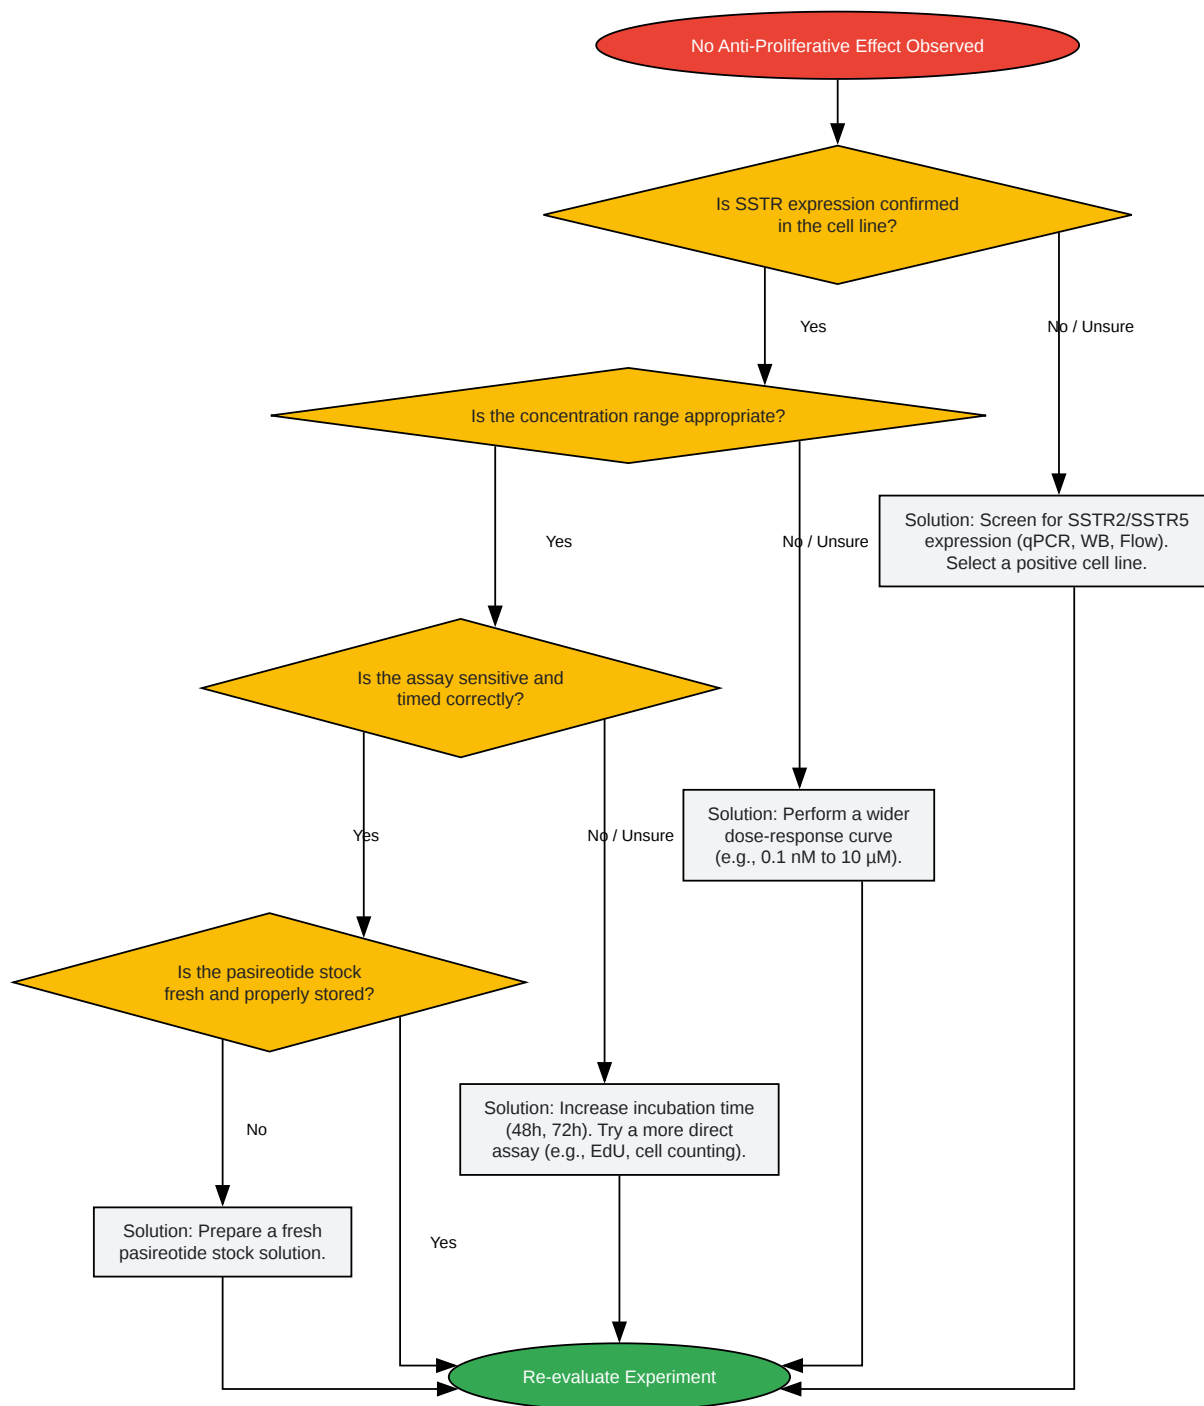 No Anti-Proliferative Effect Observed
Is SSTR expression confirmed
in the cell line?
Yes
No / Unsure
Is the concentration range appropriate?
Yes
No / Unsure
Solution: Screen for SSTR2/SSTR5
expression (qPCR, WB, Flow).
Select a positive cell line.
Is the assay sensitive and
timed correctly?
Yes
No / Unsure
Solution: Perform a wider
dose-response curve
(e.g., 0.1 nM to 10 µM).
Is the pasireotide stock
fresh and properly stored?
No
Solution: Increase incubation time
(48h, 72h). Try a more direct
assay (e.g., EdU, cell counting).
Solution: Prepare a fresh
pasireotide stock solution.
Yes
Re-evaluate Experiment